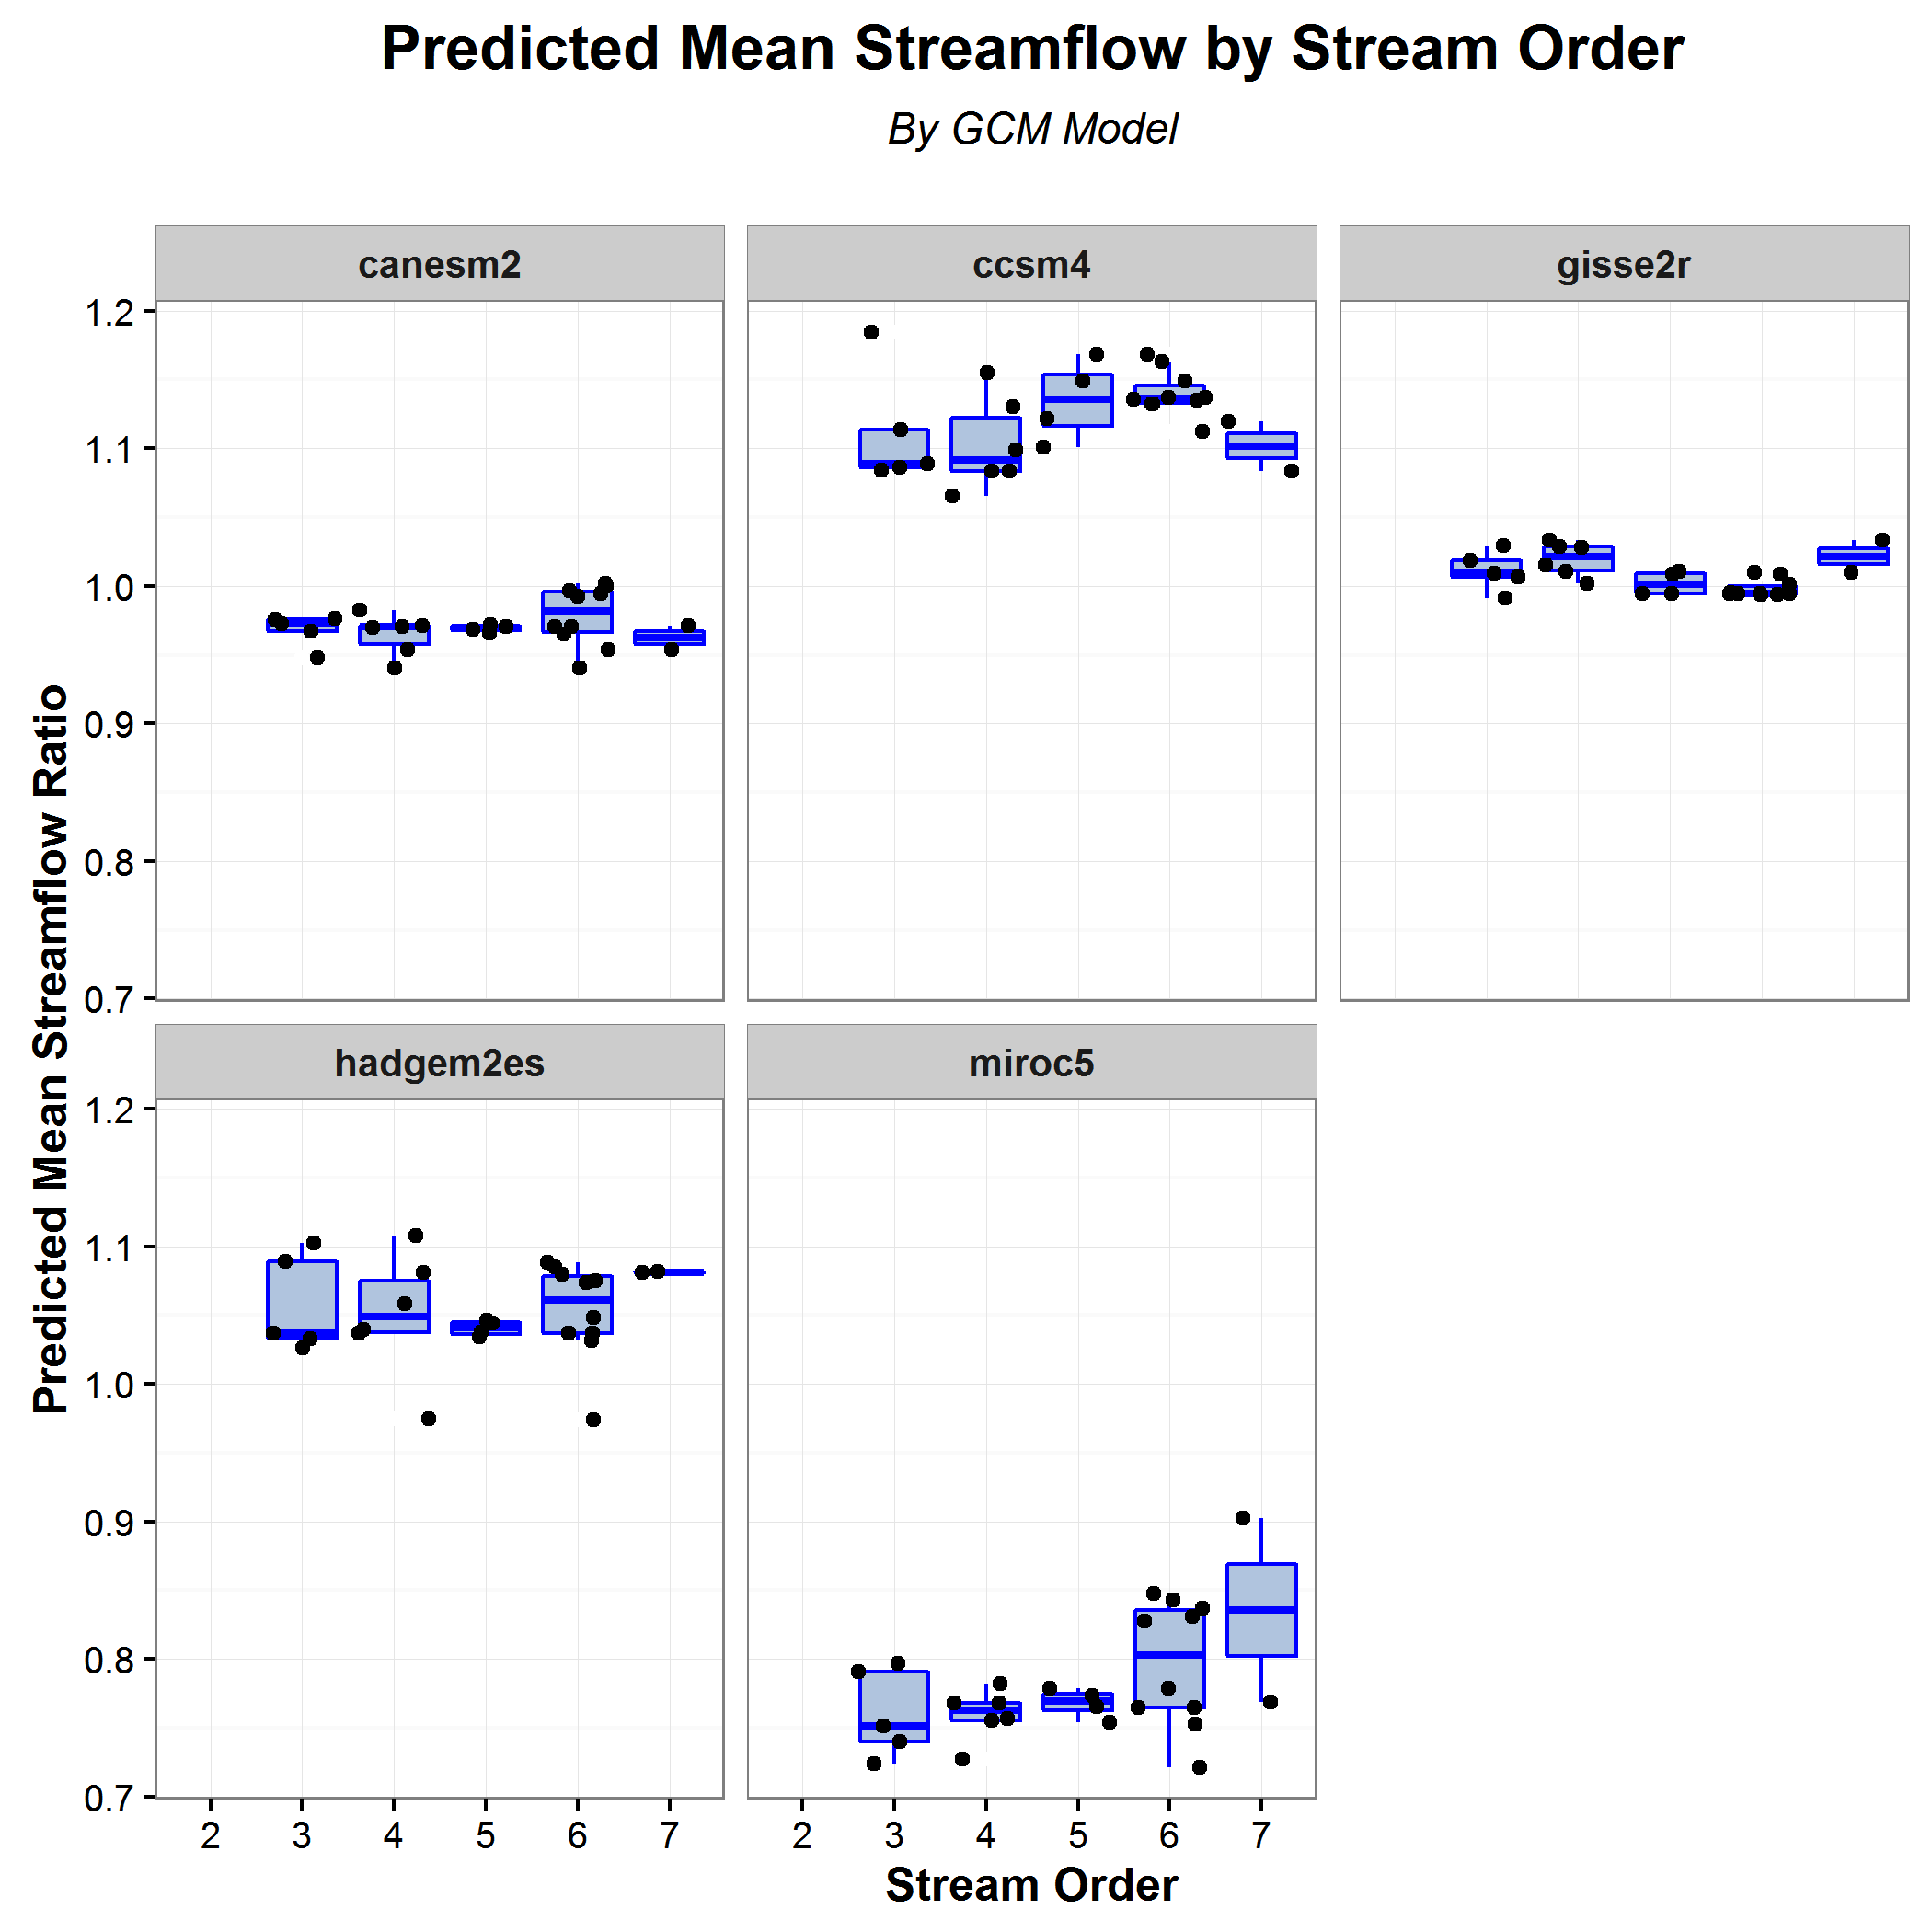 Predicted Mean Streamflow by Stream Order
By GCM Model
canesm2
ccsm4
gisse2r
1.2
1.1
1.0
0.9
0.8
0.7
Predicted Mean Streamflow Ratio
hadgem2es
miroc5
1.2
1.1
1.0
0.9
0.8
0.7
2 3 4 5 6 7
2 3 4 5 6 7
Stream Order